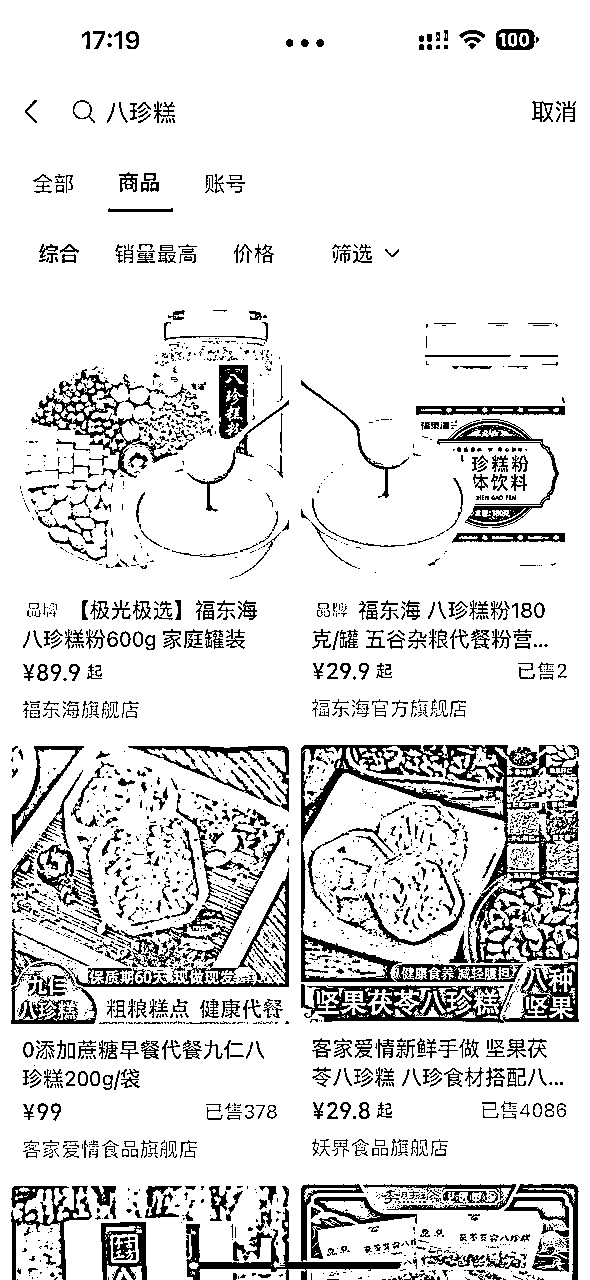 17:19
100
八珍糕
取消
全部
商品
账号
综合
销量最高
价格
筛选
八珍糕粉
珍糕粉
体饮料
品牌 【极光极选】福东海
八珍糕粉600g 家庭罐装
¥89.9 起
福东海旗舰店
品牌 福东海 八珍糕粉180
克/罐 五谷杂粮代餐粉营...
¥29.9 起
已售2
福东海官方旗舰店
保质期60天 现做现发
九仁
八珍糕
粗粮糕点 健康代餐
0添加蔗糖早餐代餐九仁八
珍糕200g/袋
¥99
已售378
客家爱情食品旗舰店
健康食养 减轻腹担
坚果茯苓八珍糕
八种
坚果
客家爱情新鲜手做 坚果茯
苓八珍糕 八珍食材搭配八...
¥29.8 起
已售4086
妖界食品旗舰店